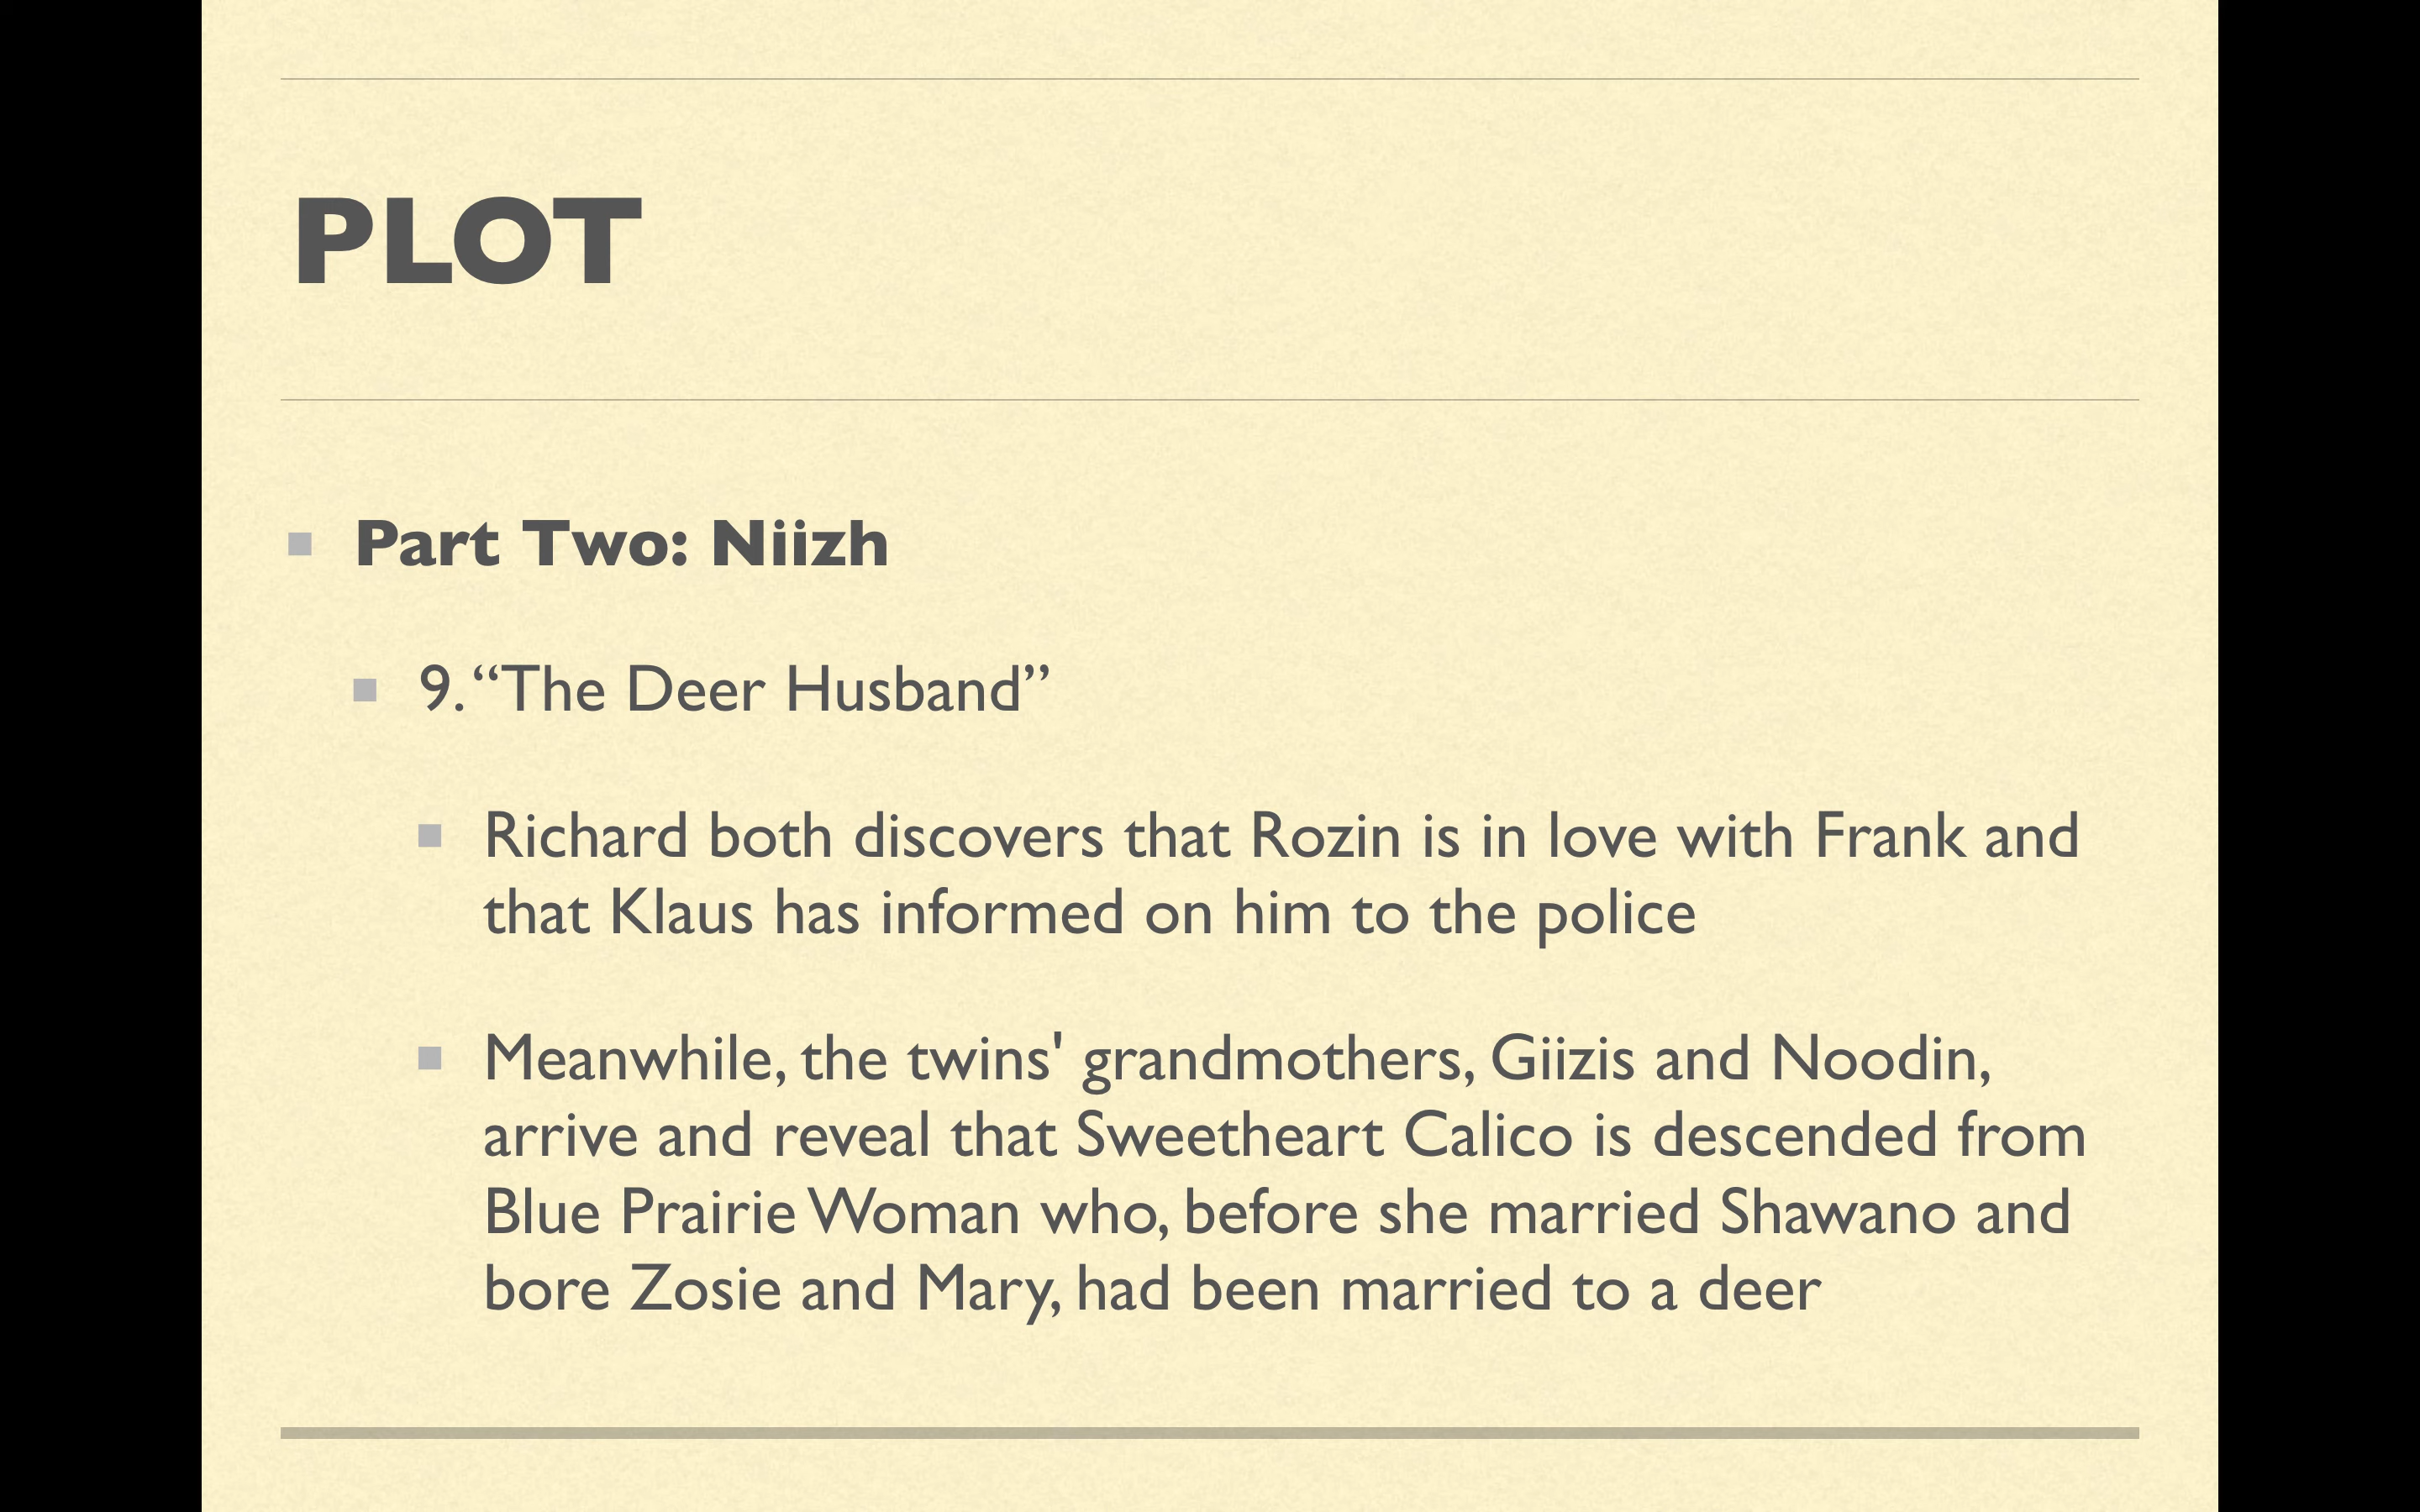 PLOT
Part Two: Niizh
9. “The Deer Husband”
Richard both discovers that Rozin is in love with Frank and
that Klaus has informed on him to the police
Meanwhile, the twins' grandmothers, Giizis and Noodin,
arrive and reveal that Sweetheart Calico is descended from
Blue Prairie Woman who, before she married Shawano and
bore Zosie and Mary, had been married to a deer